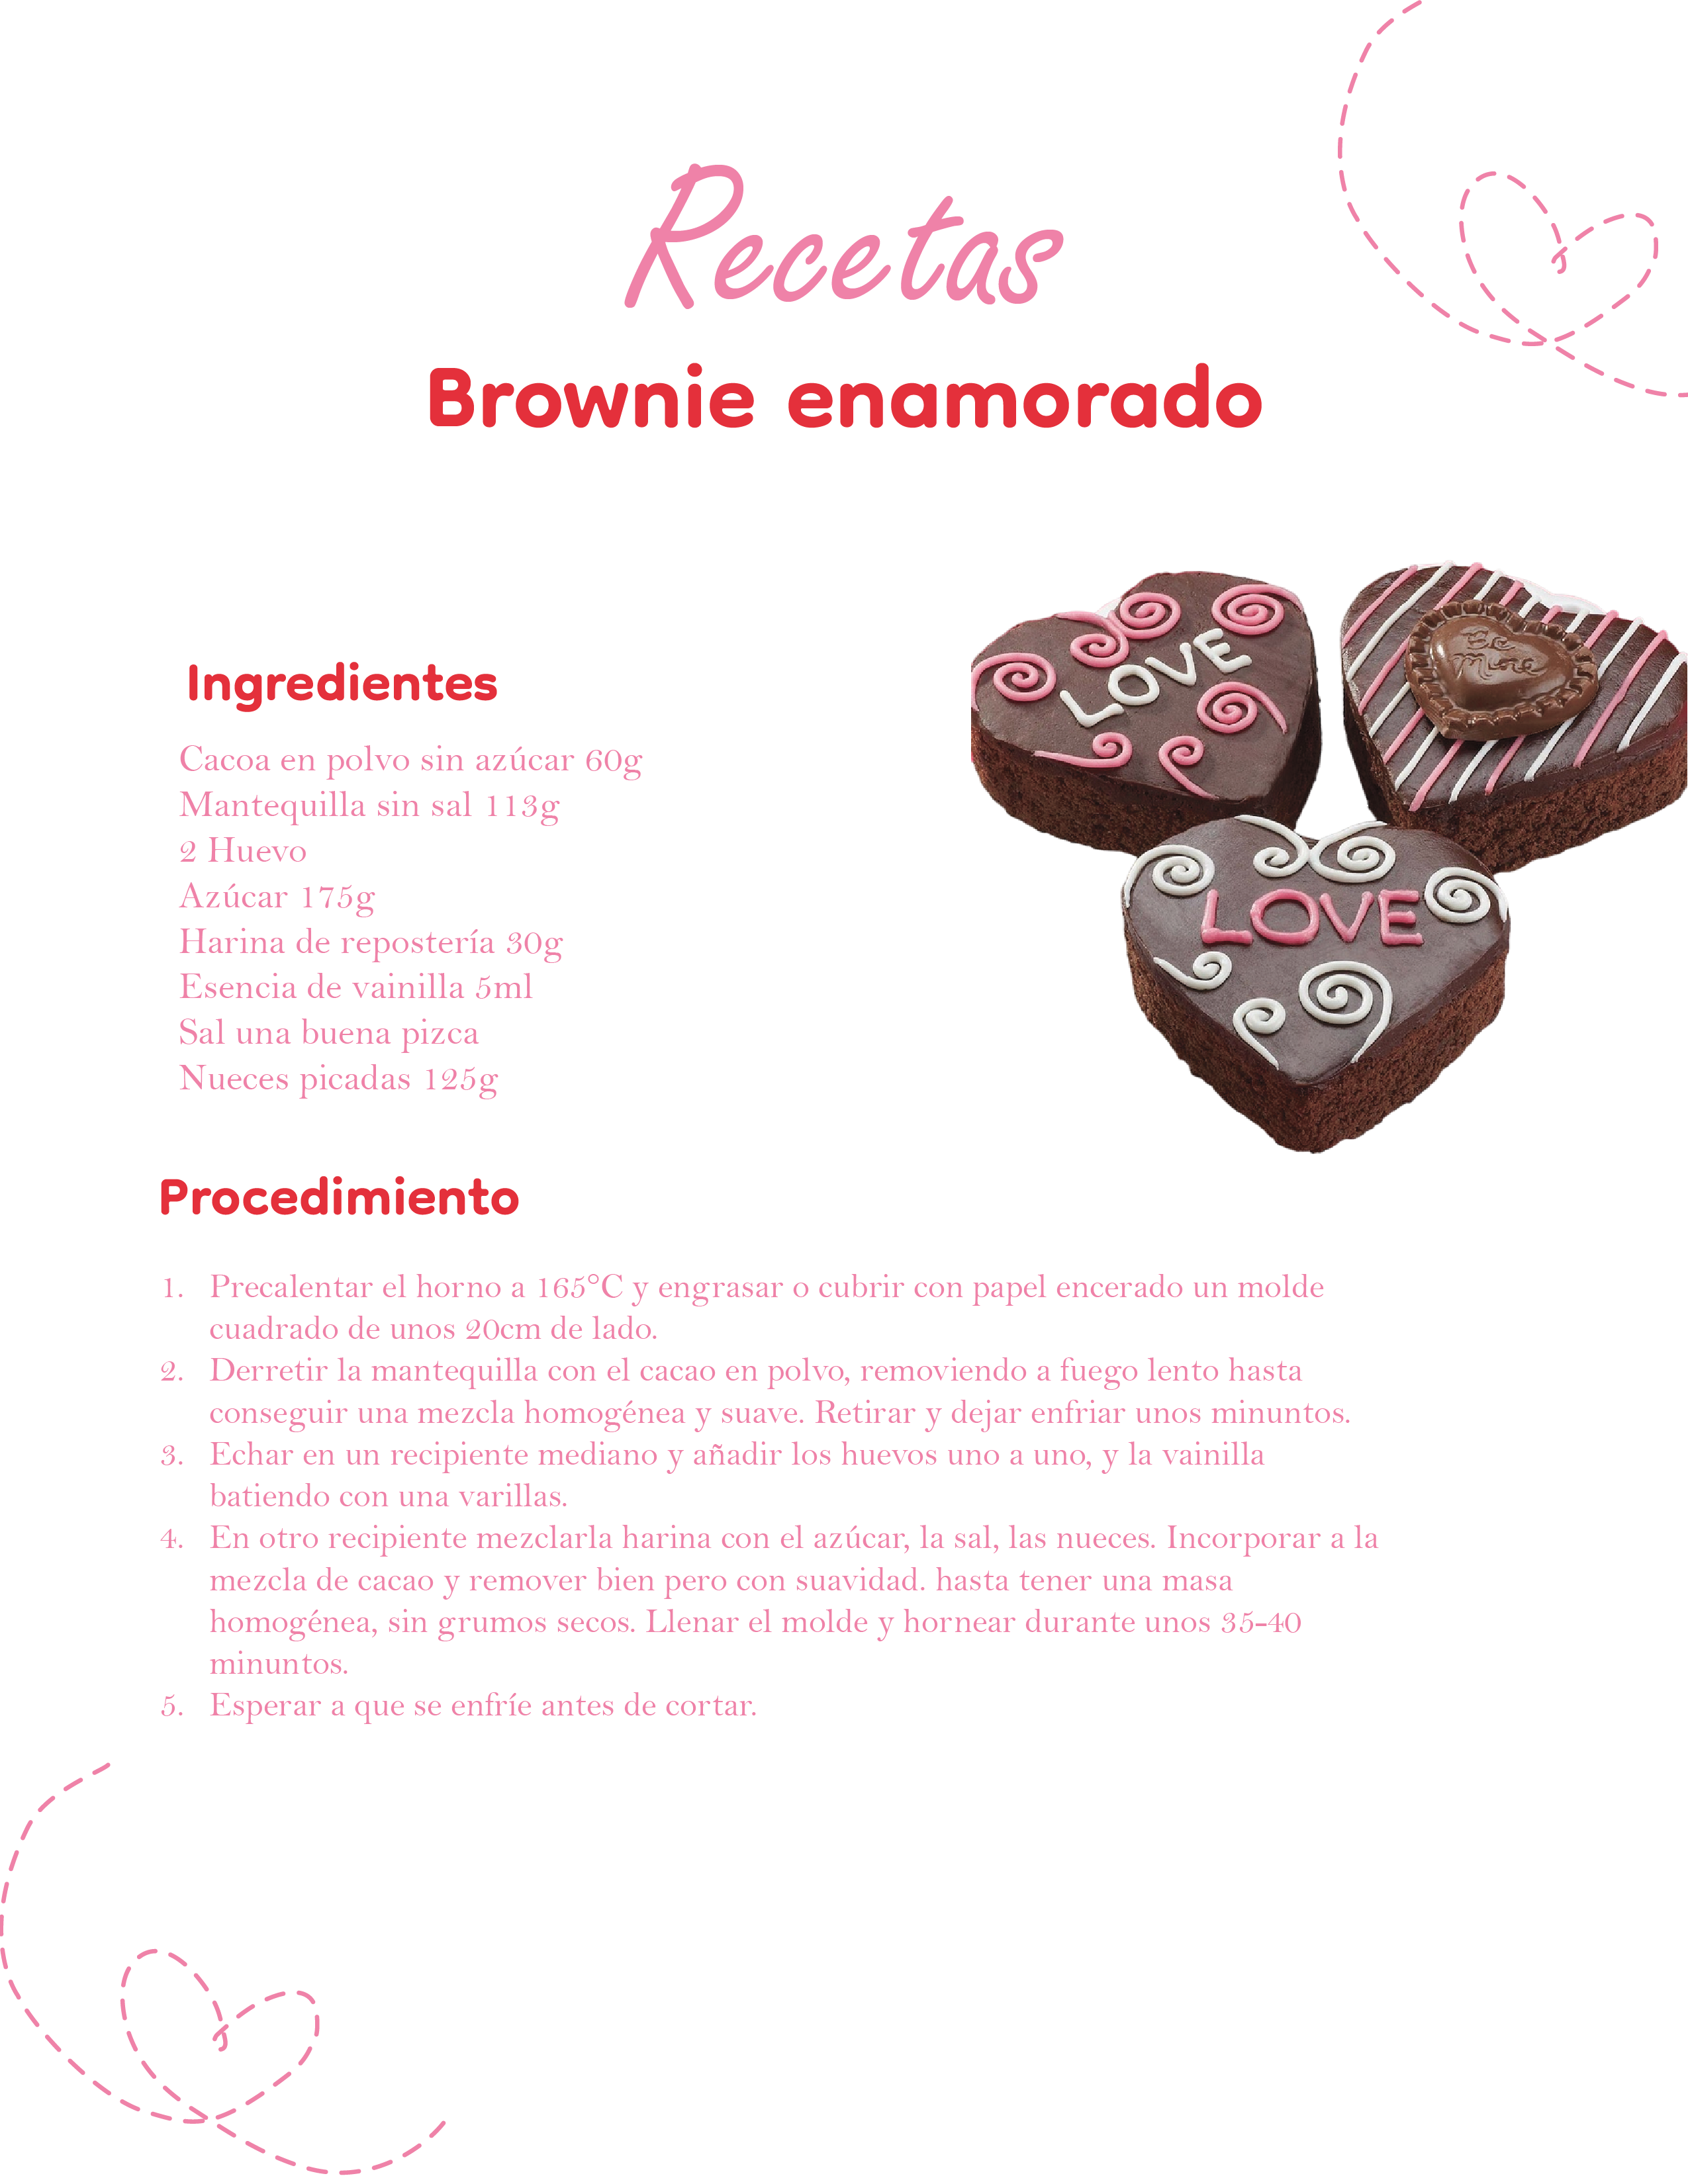 Recetas
Brownie enamorado
LOVE
Be
Mine
LOVE
Ingredientes
Cacoa en polvo sin azúcar 60g
Mantequilla sin sal 113g
2 Huevo
Azúcar 175g
Harina de repostería 30g
Esencia de vainilla 5ml
Sal una buena pizca
Nueces picadas 125g
Procedimiento
1. Precalentar el horno a 165°C y engrasar o cubrir con papel encerado un molde
cuadrado de unos 20cm de lado.
2. Derretir la mantequilla con el cacao en polvo, removiendo a fuego lento hasta
conseguir una mezcla homogénea y suave. Retirar y dejar enfriar unos minuntos.
3. Echar en un recipiente mediano y añadir los huevos uno a uno, y la vainilla
batiendo con una varillas.
4. En otro recipiente mezclarla harina con el azúcar, la sal, las nueces. Incorporar a la
mezcla de cacao y remover bien pero con suavidad. hasta tener una masa
homogénea, sin grumos secos. Llenar el molde y hornear durante unos 35-40
minuntos.
5. Esperar a que se enfríe antes de cortar.